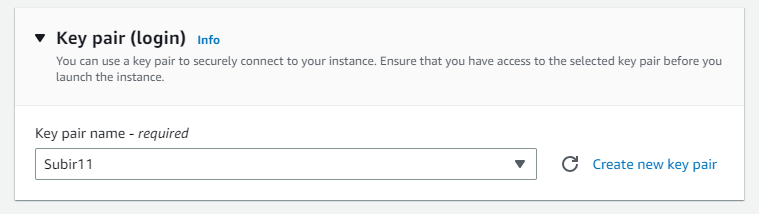 Key pair (login) Info
You can use a key pair to securely connect to your instance. Ensure that you have access to the selected key pair before you
launch the instance.
Key pair name - required
Subir11
Create new key pair